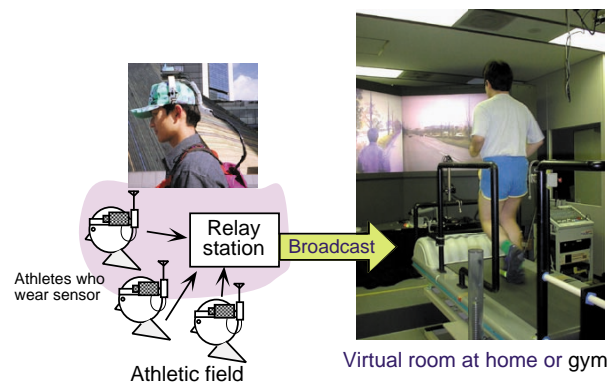 Relay
station
Broadcast
Athletes who
wear sensor
Athletic field
Virtual room at home or gym